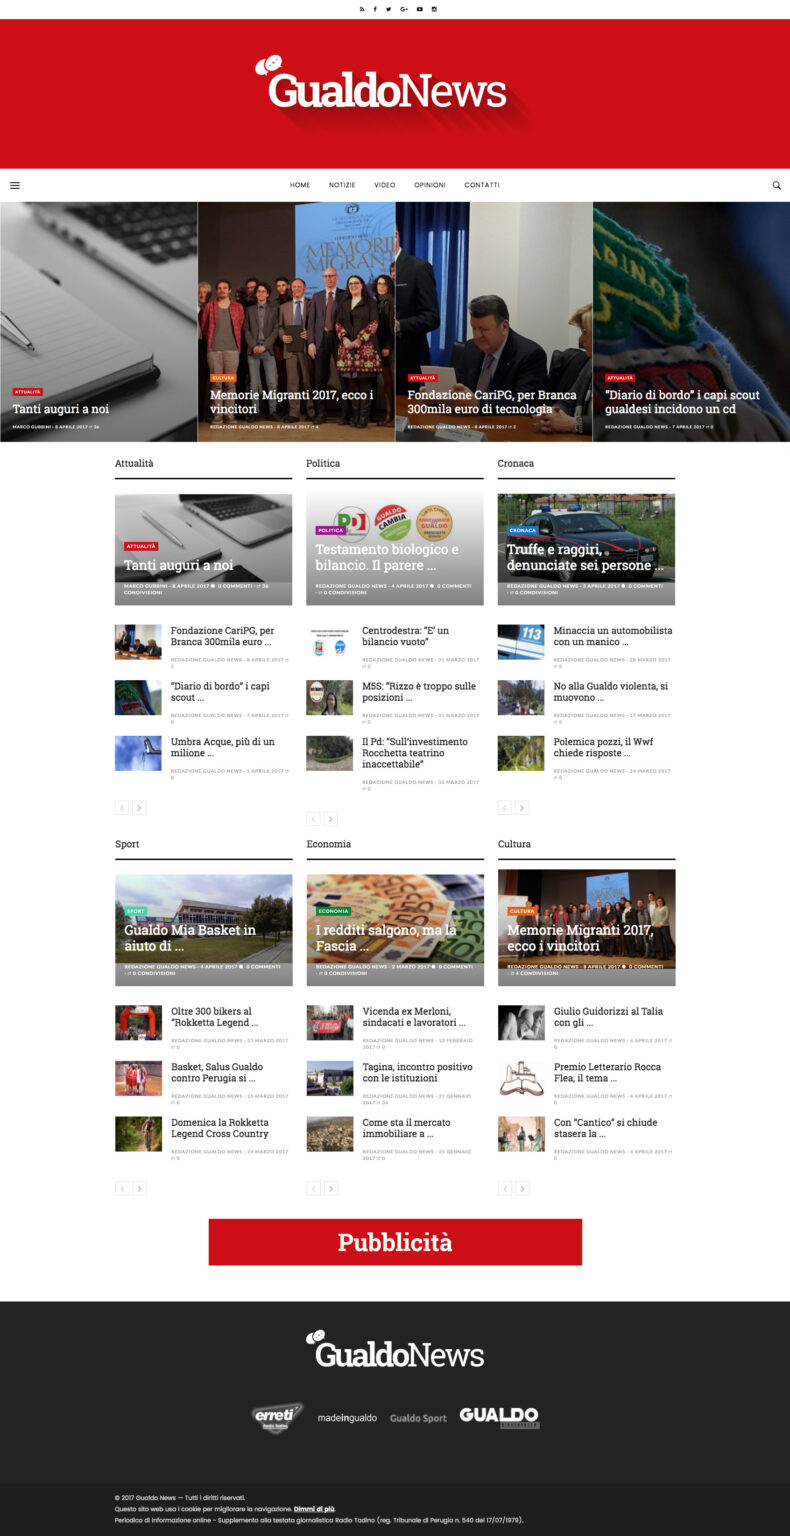 GualdoNews
HOME NOTIZIE VIDEO OPINIONI CONTATTI
MEMORIE
MIGRANTI
ATTUALITÀ
Tanti auguri a noi
MARCO GUBBINI - 8 APRILE 2017 36
CULTURA
Memorie Migranti 2017, ecco i
vincitori
REDAZIONE GUALDO NEWS - 8 APRILE 2017 4
ATTUALITÀ
Fondazione CariPG, per Branca
300mila euro di tecnologia
REDAZIONE GUALDO NEWS - 8 APRILE 2017 2
ATTUALITÀ
“Diario di bordo” i capi scout
gualdesi incidono un cd
REDAZIONE GUALDO NEWS - 7 APRILE 2017 0
Attualità
ATTUALITÀ
Tanti auguri a noi
MARCO GUBBINI - 8 APRILE 2017 0 COMMENTI - 36
CONDIVISIONI
Fondazione CariPG, per
Branca 300mila euro ...
REDAZIONE GUALDO NEWS - 8 APRILE 2017
2
“Diario di bordo” i capi
scout ...
REDAZIONE GUALDO NEWS - 7 APRILE 2017
0
Umbra Acque, più di un
milione ...
REDAZIONE GUALDO NEWS - 5 APRILE 2017
0
Politica
PD
GUALDO
CAMBIA
POLITICA
Testamento biologico e
bilancio. Il parere ...
REDAZIONE GUALDO NEWS - 4 APRILE 2017 0 COMMENTI
- 0 CONDIVISIONI
Centrodestra: “E’ un
bilancio vuoto”
REDAZIONE GUALDO NEWS - 31 MARZO 2017
0
M5S: “Rizzo è troppo sulle
posizioni ...
REDAZIONE GUALDO NEWS - 31 MARZO 2017
0
Il Pd: “Sull’investimento
Rocchetta teatrino
inaccettabile”
REDAZIONE GUALDO NEWS - 30 MARZO 2017
0
Cronaca
CRONACA
Truffe e raggiri,
denunciate sei persone ...
REDAZIONE GUALDO NEWS - 5 APRILE 2017 0 COMMENTI
- 0 CONDIVISIONI
113
Minaccia un automobilista
con un manico ...
REDAZIONE GUALDO NEWS - 28 MARZO 2017
0
No alla Gualdo violenta, si
muovono ...
REDAZIONE GUALDO NEWS - 27 MARZO 2017
0
Polemica pozzi, il Wwf
chiede risposte ...
REDAZIONE GUALDO NEWS - 24 MARZO 2017
0
Sport
SPORT
Gualdo Mia Basket in
aiuto di ...
REDAZIONE GUALDO NEWS - 4 APRILE 2017 0 COMMENTI
- 0 CONDIVISIONI
Oltre 300 bikers al
“Rokketta Legend ...
REDAZIONE GUALDO NEWS - 27 MARZO 2017
0
Basket, Salus Gualdo
contro Perugia si ...
REDAZIONE GUALDO NEWS - 25 MARZO 2017
0
Domenica la Rokketta
Legend Cross Country
REDAZIONE GUALDO NEWS - 24 MARZO 2017
0
Economia
ECONOMIA
I redditi salgono, ma la
Fascia ...
REDAZIONE GUALDO NEWS - 2 MARZO 2017 0 COMMENTI
- 0 CONDIVISIONI
Vicenda ex Merloni,
sindacati e lavoratori ...
REDAZIONE GUALDO NEWS - 13 FEBBRAIO
2017 0
Tagina, incontro positivo
con le istituzioni
REDAZIONE GUALDO NEWS - 27 GENNAIO
2017 34
Come sta il mercato
immobiliare a ...
REDAZIONE GUALDO NEWS - 25 GENNAIO
2017 0
Cultura
CULTURA
Memorie Migranti 2017,
ecco i vincitori
REDAZIONE GUALDO NEWS - 8 APRILE 2017 0 COMMENTI
- 4 CONDIVISIONI
Giulio Guidorizzi al Talia
con gli ...
REDAZIONE GUALDO NEWS - 6 APRILE 2017
0
Premio Letterario Rocca
Flea, il tema ...
REDAZIONE GUALDO NEWS - 4 APRILE 2017
0
Con “Cantico” si chiude
stasera la ...
REDAZIONE GUALDO NEWS - 4 APRILE 2017
0
Pubblicità
GualdoNews
erreti
Radio Tadino
madeingualdo
Gualdo Sport
GUALDO
© 2017 Gualdo News — Tutti i diritti riservati.
Questo sito web usa i cookie per migliorare la navigazione. Dimmi di più.
Periodico di informazione online - Supplemento alla testata giornalistica Radio Tadino (reg. Tribunale di Perugia n. 540 del 17/07/1979).